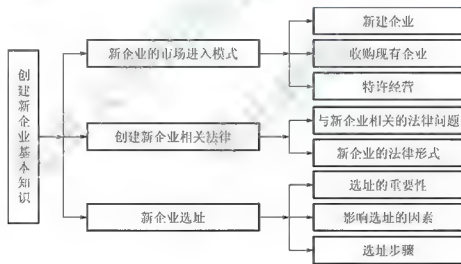 创建新企业基本知识
新企业的市场进入模式
新建企业
收购现有企业
特许经营
创建新企业相关法律
与新企业相关的法律问题
新企业的法律形式
新企业选址
选址的重要性
影响选址的因素
选址步骤